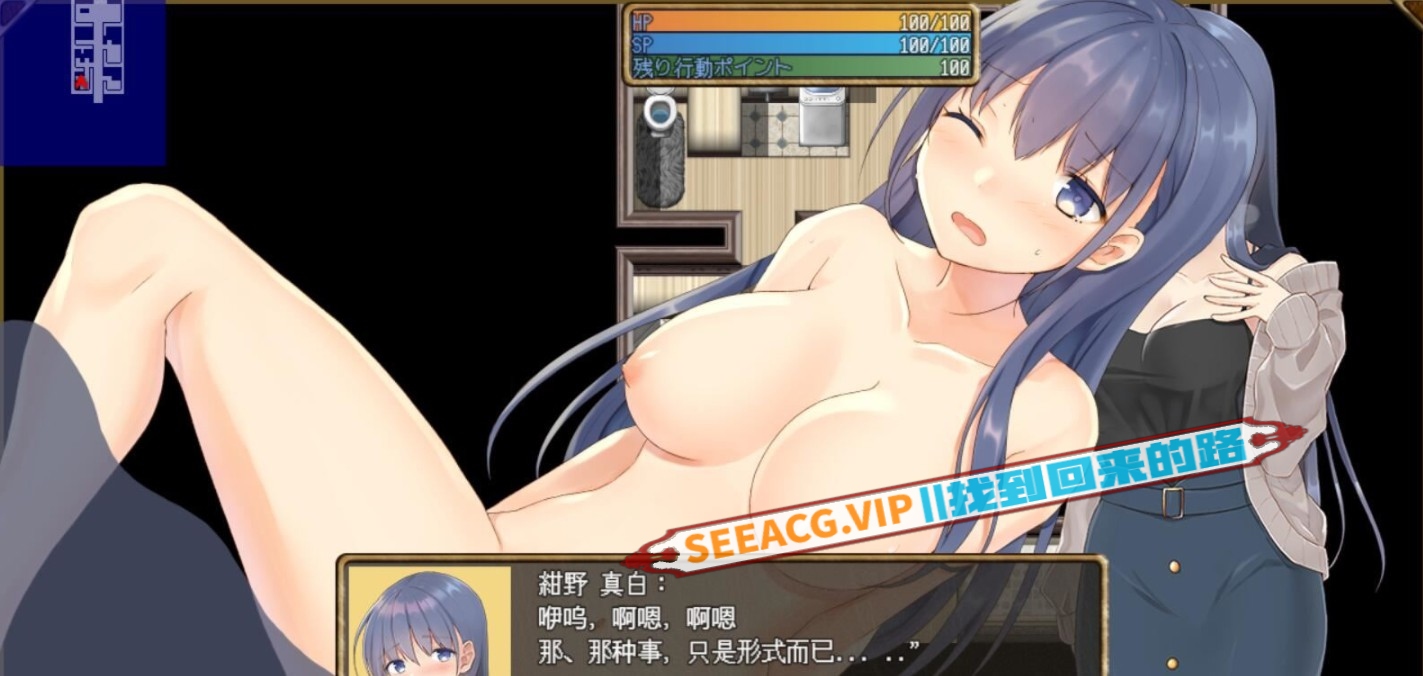 HP 100/100
SP 100/100
残り行動ポイント 100
SEEACG.VIP||找到回来的路
紺野 真白：
咿呜, 啊嗯, 啊嗯
那、那种事, 只是形式而已... ..”